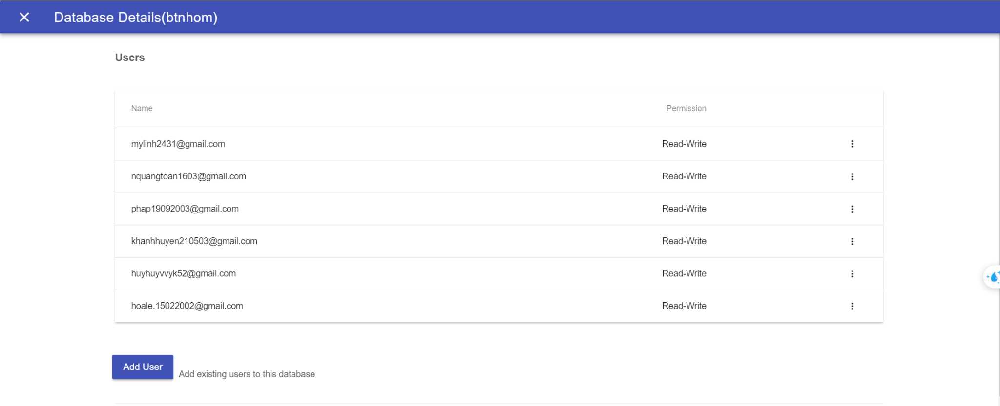 Database Details(btnhom)
Users
Name Permission
mylinh2431@gmail.com Read-Write
nquangtoan1603@gmail.com Read-Write
phap19092003@gmail.com Read-Write
khanhhuyen210503@gmail.com Read-Write
huyhuyvvyk52@gmail.com Read-Write
hoale.15022002@gmail.com Read-Write
Add User Add existing users to this database